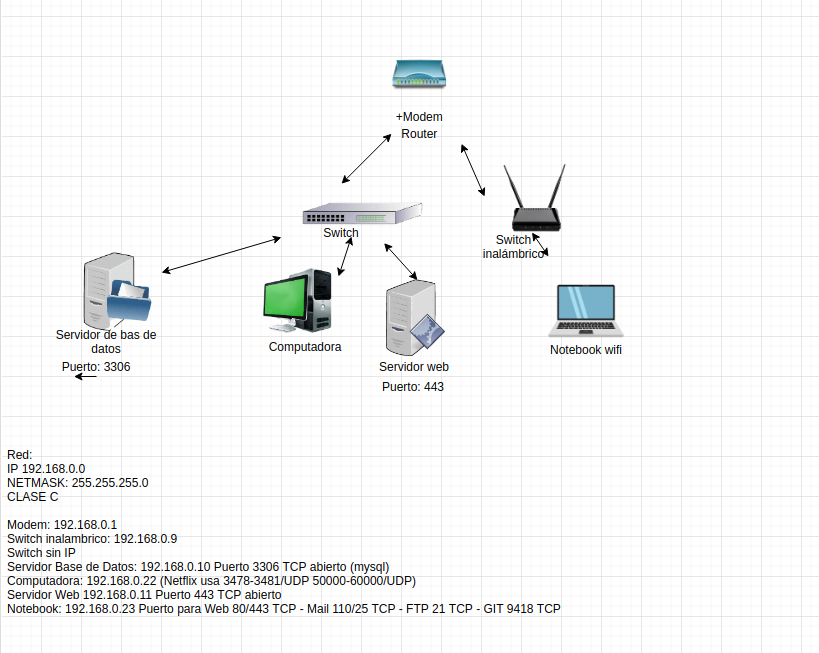 +Modem
Router
Switch
Switch
inalámbrico
Servidor de bas de
datos
Puerto: 3306
Computadora
Servidor web
Puerto: 443
Notebook wifi
Red:
IP 192.168.0.0
NETMASK: 255.255.255.0
CLASE C
Modem: 192.168.0.1
Switch inalambrico: 192.168.0.9
Switch sin IP
Servidor Base de Datos: 192.168.0.10 Puerto 3306 TCP abierto (mysql)
Computadora: 192.168.0.22 (Netflix usa 3478-3481/UDP 50000-60000/UDP)
Servidor Web 192.168.0.11 Puerto 443 TCP abierto
Notebook: 192.168.0.23 Puerto para Web 80/443 TCP - Mail 110/25 TCP - FTP 21 TCP - GIT 9418 TCP